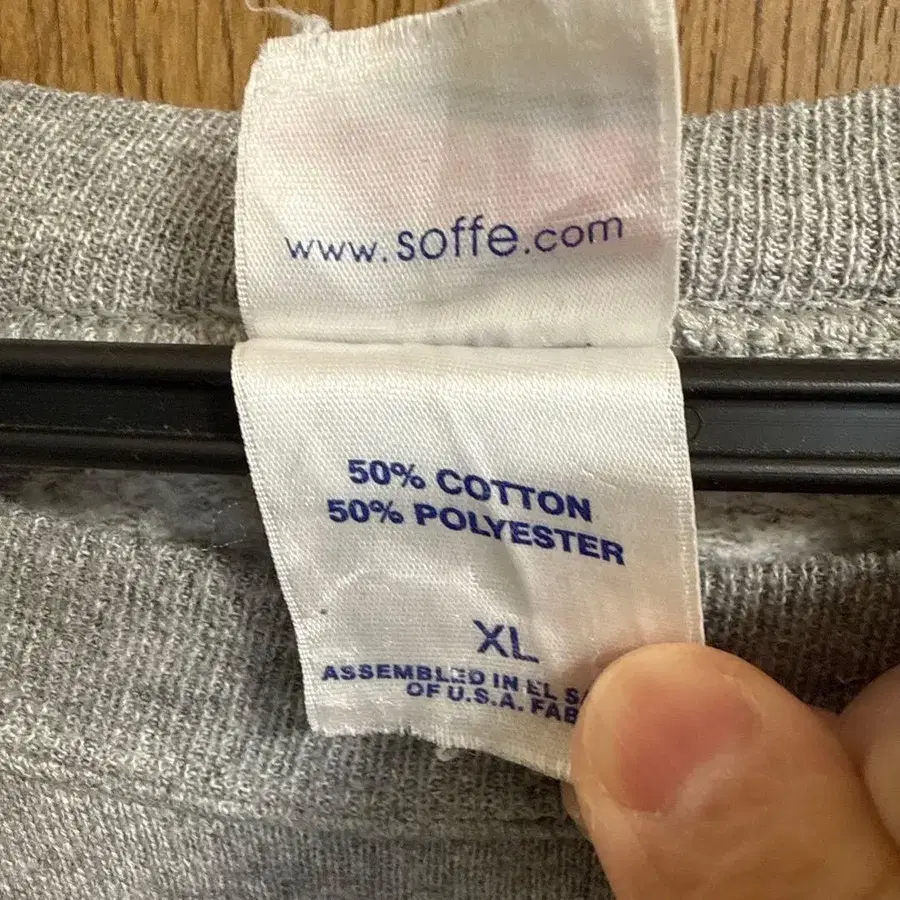 www.soffe.com
50% COTTON
50% POLYESTER
XL
ASSEMBLED IN EL
OF U.S.A.